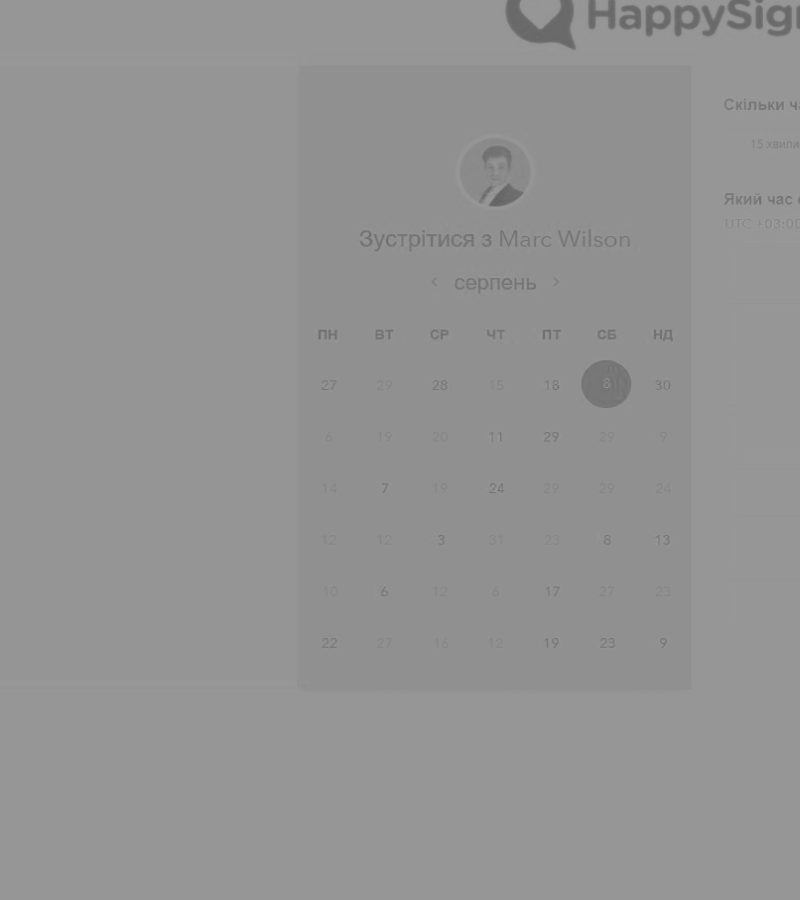 HappySign
Зустрітися з Marc Wilson
‹ серпень ›
ПН ВТ СР ЧТ ПТ СБ НД
27 29 28 15 18 8 30
6 19 20 11 29 29 9
14 7 19 24 29 29 24
12 12 3 31 23 8 13
10 6 12 6 17 27 23
22 27 16 12 19 23 9
Скільки ча
15 хвили
Який час
UTC +03:00